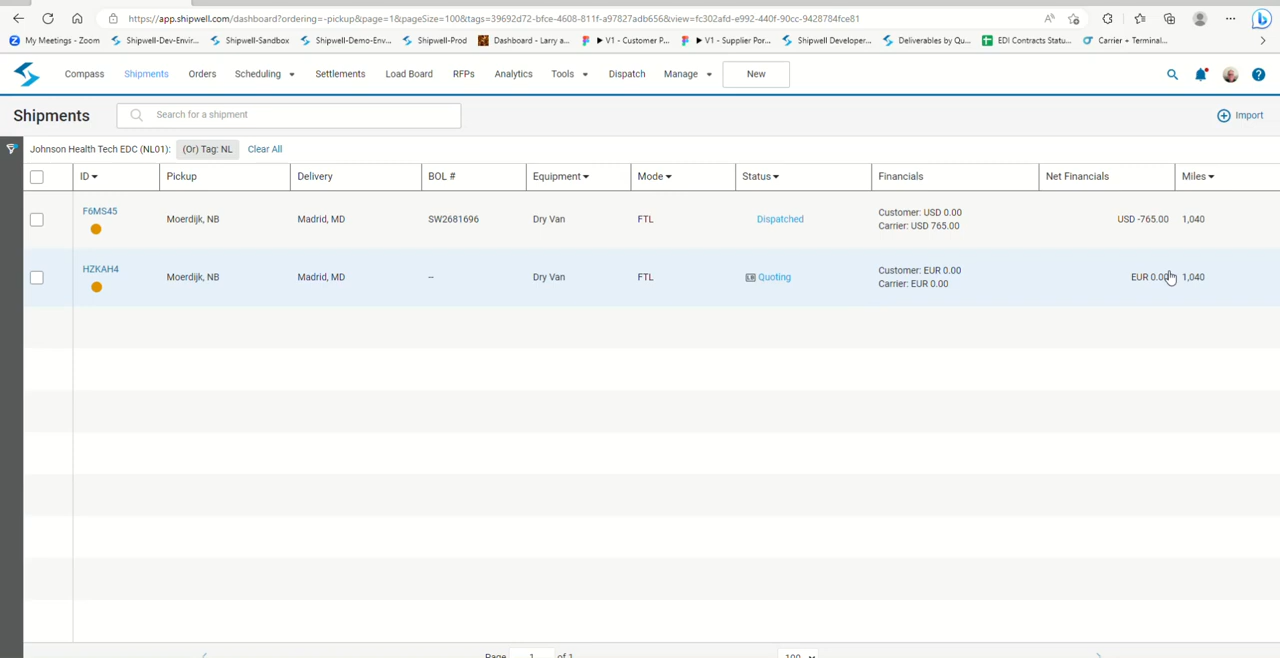 https://app.shipwell.com/dashboard?ordering=-pickup&page=1&pageSize=100&tags=39692d72-bfce-4608-811f-a97827adb656&view=fc302afd-e992-440f-90cc-9428784fce81
My Meetings - Zoom Shipwell-Dev-Envir... Shipwell-Sandbox Shipwell-Demo-Env... Shipwell-Prod Dashboard - Larry a... ▶ V1 - Customer P... ▶ V1 - Supplier Por... Shipwell Developer... Deliverables by Qu... EDI Contracts Statu... Carrier + Terminal...
Compass Shipments Orders Scheduling Settlements Load Board RFPs Analytics Tools Dispatch Manage New
Shipments Search for a shipment Import
Johnson Health Tech EDC (NL01): (Or) Tag: NL Clear All
ID Pickup Delivery BOL # Equipment Mode Status Financials Net Financials Miles
F6MS45 Moerdijk, NB Madrid, MD SW2681696 Dry Van FTL Dispatched Customer: USD 0.00 USD -765.00 1,040
Carrier: USD 765.00
HZKAH4 Moerdijk, NB Madrid, MD -- Dry Van FTL Quoting Customer: EUR 0.00 EUR 0.00 1,040
Carrier: EUR 0.00
Page 1 of 1 100